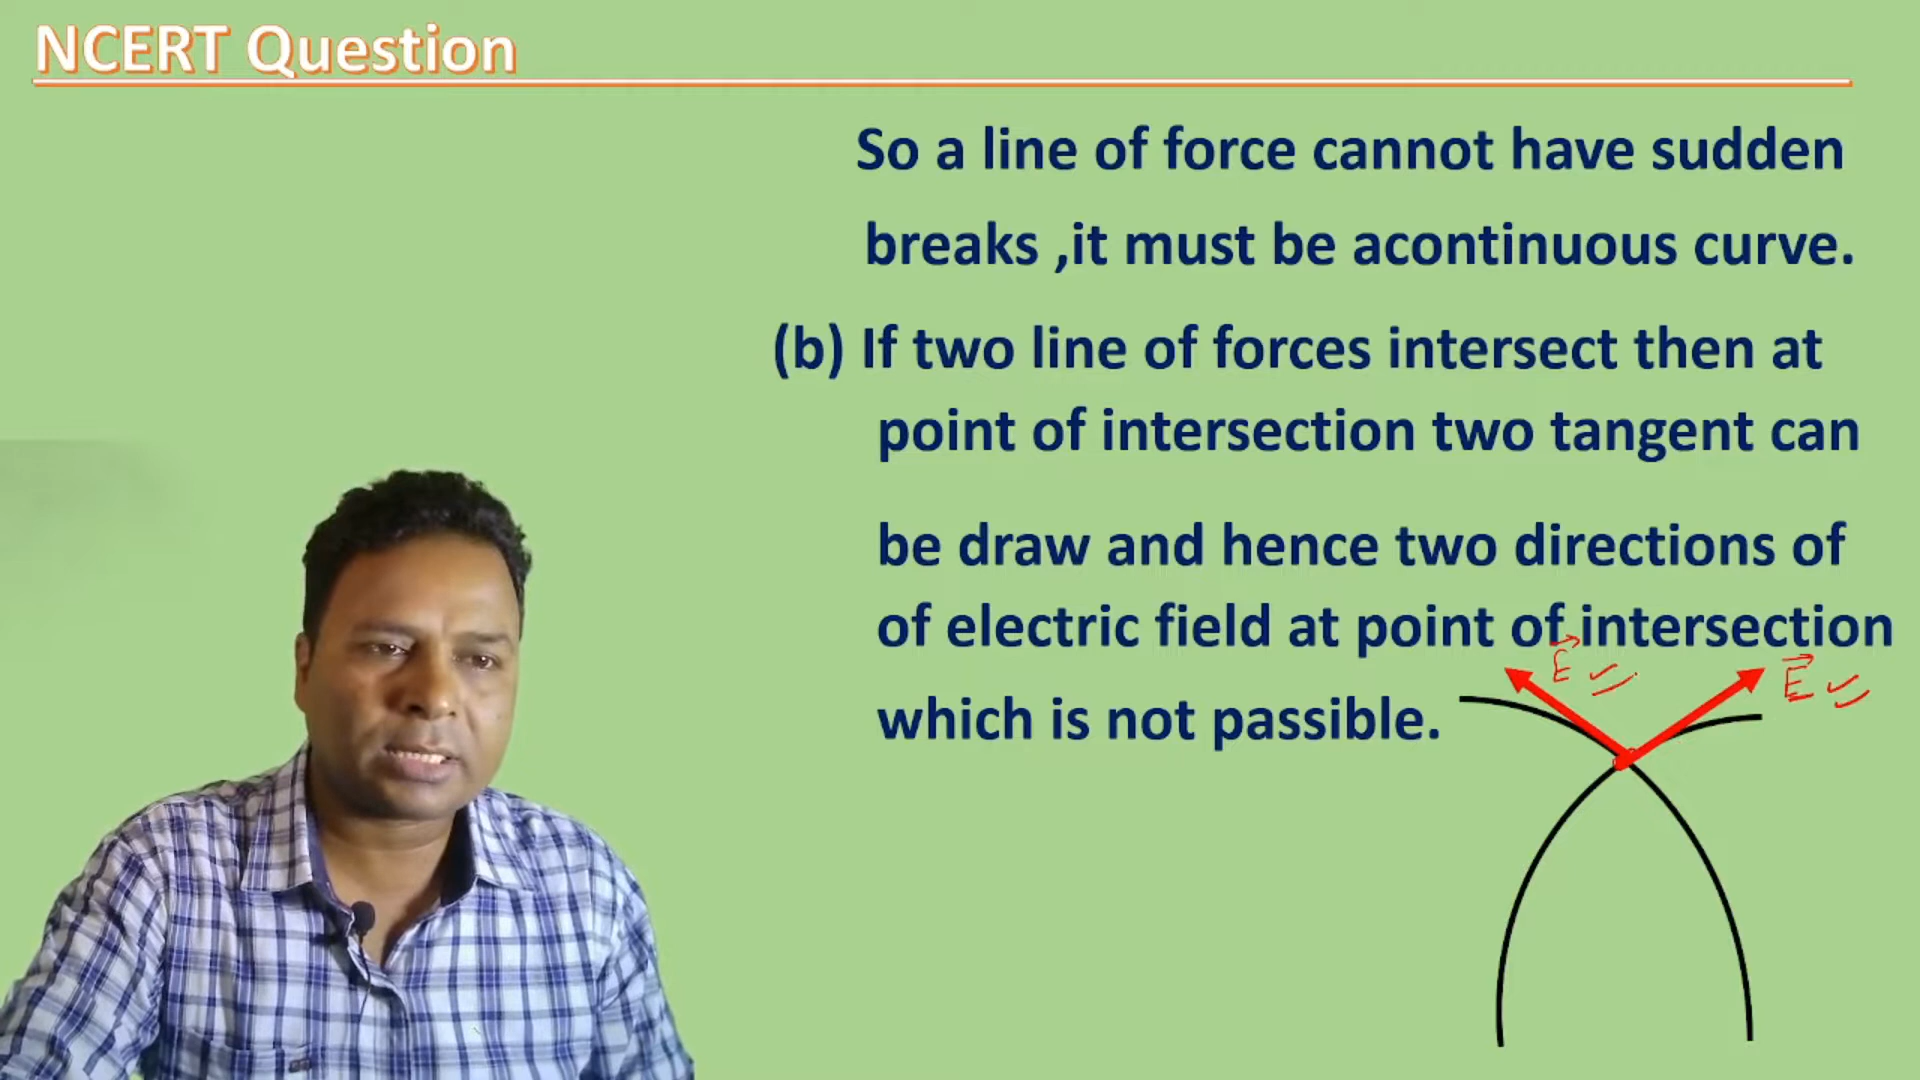 NCERT Question
So a line of force cannot have sudden
breaks ,it must be acontinuous curve.
(b) If two line of forces intersect then at
point of intersection two tangent can
be draw and hence two directions of
of electric field at point of intersection
which is not passible.
E⃗
E⃗